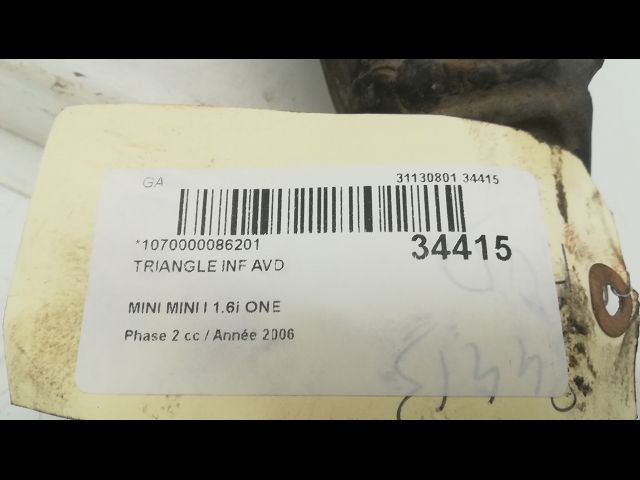 GA 31130801 34415
*1070000086201 34415
TRIANGLE INF AVD
MINI MINI I 1.6i ONE
Phase 2 cc / Année 2006